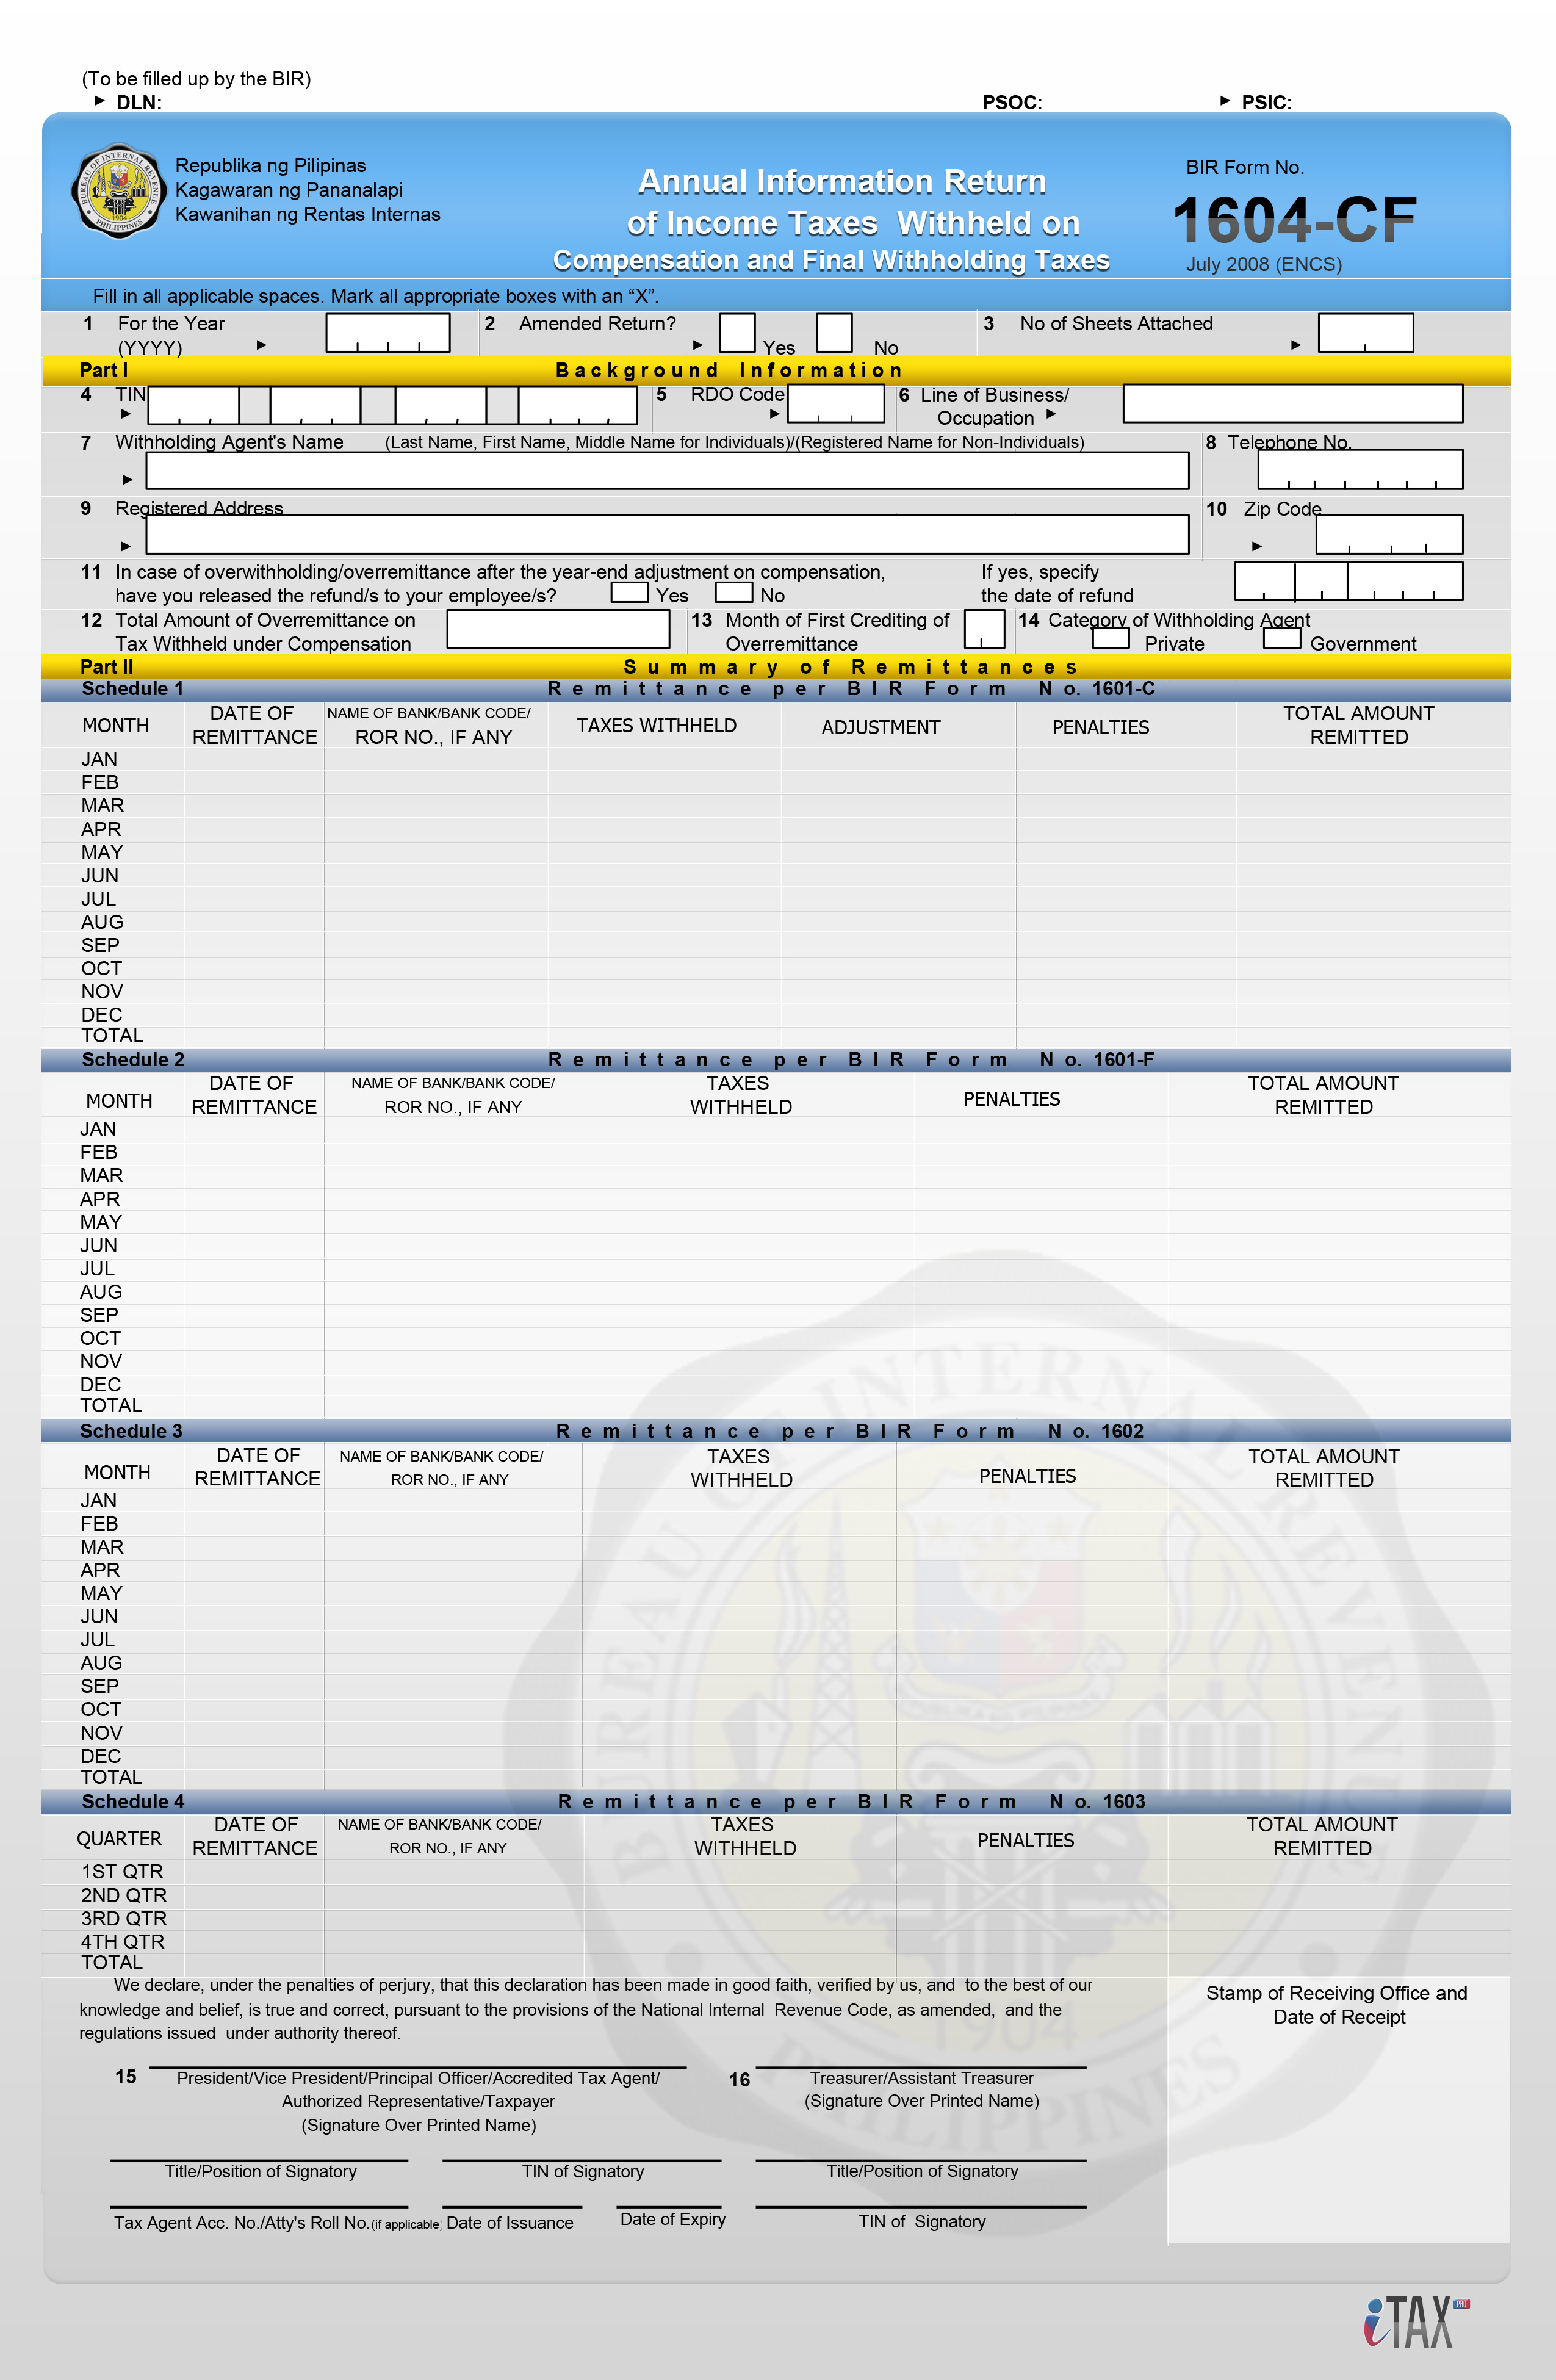 (To be filled up by the BIR)
DLN: PSOC: PSIC:
BUREAU OF INTERNAL REVENUE
1904
PHILIPPINES
Republika ng Pilipinas
Kagawaran ng Pananalapi
Kawanihan ng Rentas Internas
Annual Information Return
of Income Taxes Withheld on
Compensation and Final Withholding Taxes
BIR Form No.
1604-CF
July 2008 (ENCS)
Fill in all applicable spaces. Mark all appropriate boxes with an “X”.
1 For the Year
(YYYY)
2 Amended Return? Yes No
3 No of Sheets Attached
Part I Background Information
4 TIN
5 RDO Code
6 Line of Business/
Occupation
7 Withholding Agent's Name (Last Name, First Name, Middle Name for Individuals)/(Registered Name for Non-Individuals)
8 Telephone No.
9 Registered Address
10 Zip Code
11 In case of overwithholding/overremittance after the year-end adjustment on compensation,
have you released the refund/s to your employee/s? Yes No
If yes, specify
the date of refund
12 Total Amount of Overremittance on
Tax Withheld under Compensation
13 Month of First Crediting of
Overremittance
14 Category of Withholding Agent
Private Government
Part II Summary of Remittances
Schedule 1 Remittance per BIR Form No. 1601-C
MONTH
DATE OF
REMITTANCE
NAME OF BANK/BANK CODE/
ROR NO., IF ANY
TAXES WITHHELD
ADJUSTMENT
PENALTIES
TOTAL AMOUNT
REMITTED
JAN
FEB
MAR
APR
MAY
JUN
JUL
AUG
SEP
OCT
NOV
DEC
TOTAL
Schedule 2 Remittance per BIR Form No. 1601-F
MONTH
DATE OF
REMITTANCE
NAME OF BANK/BANK CODE/
ROR NO., IF ANY
TAXES
WITHHELD
PENALTIES
TOTAL AMOUNT
REMITTED
JAN
FEB
MAR
APR
MAY
JUN
JUL
AUG
SEP
OCT
NOV
DEC
TOTAL
Schedule 3 Remittance per BIR Form No. 1602
MONTH
DATE OF
REMITTANCE
NAME OF BANK/BANK CODE/
ROR NO., IF ANY
TAXES
WITHHELD
PENALTIES
TOTAL AMOUNT
REMITTED
JAN
FEB
MAR
APR
MAY
JUN
JUL
AUG
SEP
OCT
NOV
DEC
TOTAL
Schedule 4 Remittance per BIR Form No. 1603
QUARTER
DATE OF
REMITTANCE
NAME OF BANK/BANK CODE/
ROR NO., IF ANY
TAXES
WITHHELD
PENALTIES
TOTAL AMOUNT
REMITTED
1ST QTR
2ND QTR
3RD QTR
4TH QTR
TOTAL
BUREAU OF INTERNAL REVENUE
1904
PHILIPPINES
We declare, under the penalties of perjury, that this declaration has been made in good faith, verified by us, and to the best of our
knowledge and belief, is true and correct, pursuant to the provisions of the National Internal Revenue Code, as amended, and the
regulations issued under authority thereof.
Stamp of Receiving Office and
Date of Receipt
15
President/Vice President/Principal Officer/Accredited Tax Agent/
Authorized Representative/Taxpayer
(Signature Over Printed Name)
16
Treasurer/Assistant Treasurer
(Signature Over Printed Name)
Title/Position of Signatory TIN of Signatory Title/Position of Signatory
Tax Agent Acc. No./Atty's Roll No.(if applicable) Date of Issuance Date of Expiry TIN of Signatory
iTAX PRO